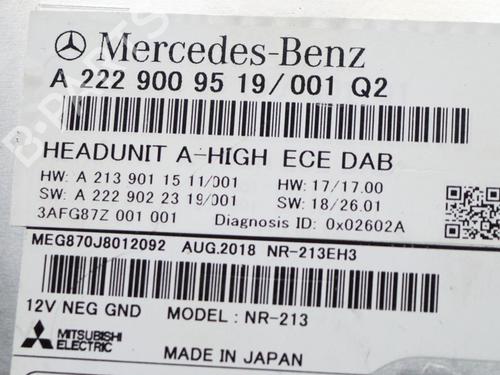 Mercedes-Benz
A 222 900 95 19/001 Q2
HEADUNIT A-HIGH ECE DAB
HW: A 213 901 15 11/001 HW: 17/17.00
SW: A 222 902 23 19/001 SW: 18/26.01
3AFG87Z 001 001 Diagnosis ID: 0x02602A
MEG870J8012092 AUG.2018 NR-213EH3
12V NEG GND MODEL : NR-213
MITSUBISHI
ELECTRIC
MADE IN JAPAN
B-PARTS